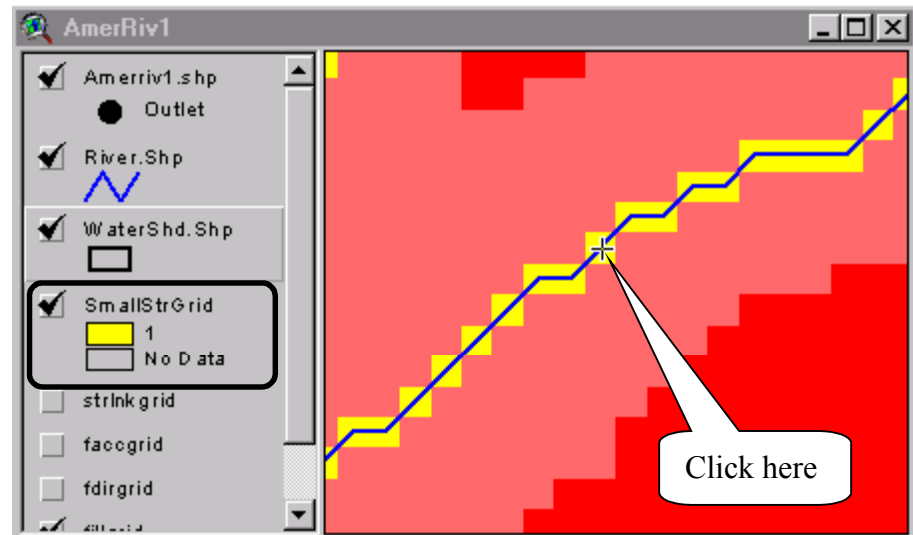 AmerRiv1
Amerriv1.shp
Outlet
River.Shp
WaterShd.Shp
SmallStrGrid
1
No Data
strlnkgrid
faccgrid
fdirgrid
Click here